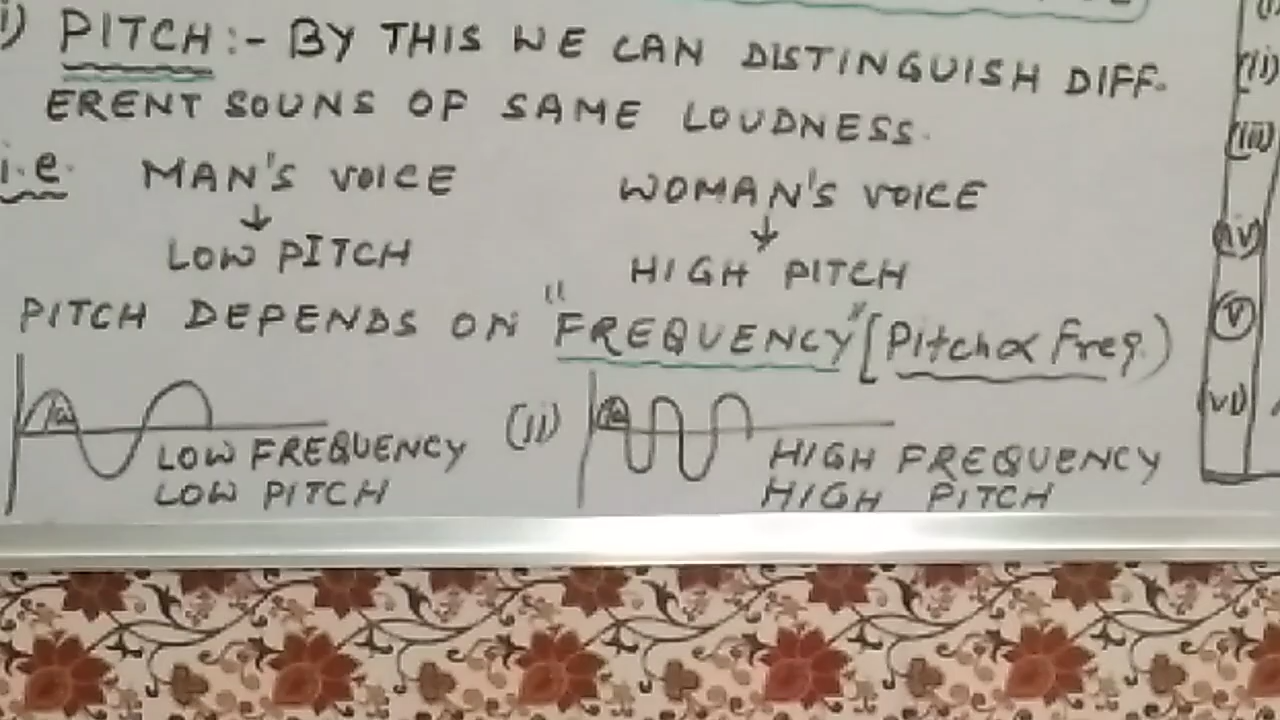 i) PITCH:- BY THIS WE CAN DISTINGUISH DIFF-
ERENT SOUNS OF SAME LOUDNESS.
i.e. MAN'S VOICE WOMAN'S VOICE
↓ ↓
LOW PITCH HIGH PITCH
PITCH DEPENDS ON "FREQUENCY" [Pitch ∝ Freq.)
LOW FREQUENCY (ii) HIGH FREQUENCY
LOW PITCH HIGH PITCH
(ii)
(iii)
(iv)
(v)
(vi)